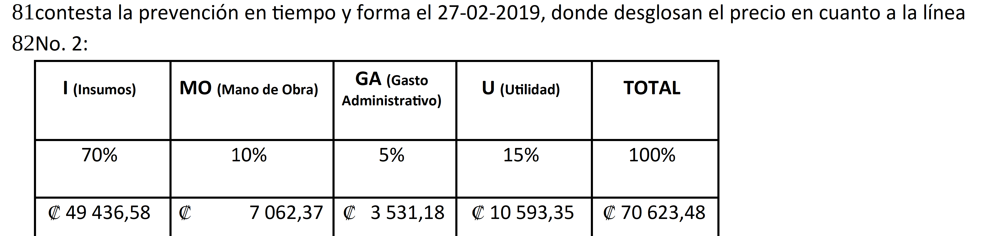 81contesta la prevención en tiempo y forma el 27-02-2019, donde desglosan el precio en cuanto a la línea
82No. 2:
I (Insumos) MO (Mano de Obra) GA (Gasto Administrativo) U (Utilidad) TOTAL
70% 10% 5% 15% 100%
₡ 49 436,58 ₡ 7 062,37 ₡ 3 531,18 ₡ 10 593,35 ₡ 70 623,48